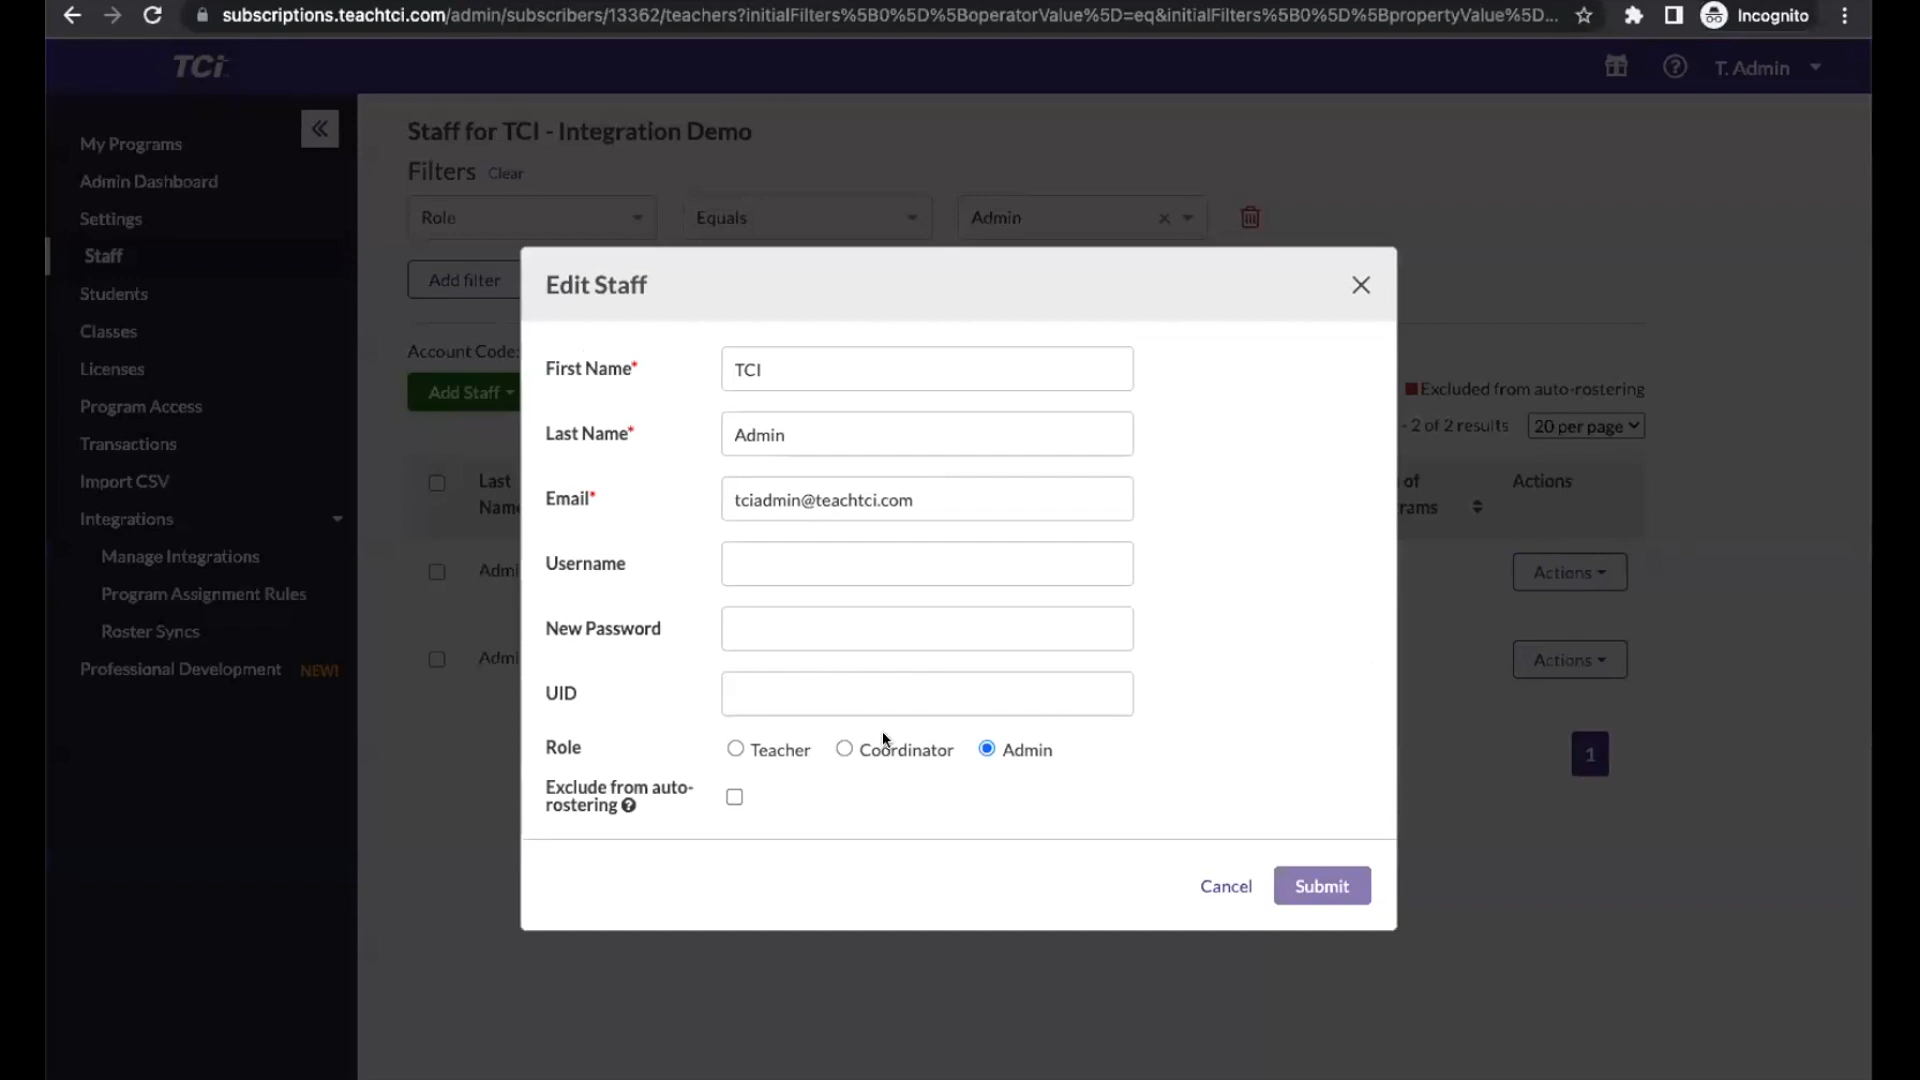 subscriptions.teachtci.com/admin/subscribers/13362/teachers?initialFilters%5B0%5D%5BoperatorValue%5D=eq&initialFilters%5B0%5D%5BpropertyValue%5D... Incognito
TCi
T. Admin
My Programs
Admin Dashboard
Settings
Staff
Students
Classes
Licenses
Program Access
Transactions
Import CSV
Integrations
Manage Integrations
Program Assignment Rules
Roster Syncs
Professional Development NEW!
Staff for TCI - Integration Demo
Filters Clear
Role Equals Admin
Add filter
Account Code:
Add Staff
Excluded from auto-rostering
- 2 of 2 results 20 per page
Last of Actions
Name rams
Admi Actions
Admi Actions
1
Edit Staff
First Name* TCI
Last Name* Admin
Email* tciadmin@teachtci.com
Username
New Password
UID
Role Teacher Coordinator Admin
Exclude from auto-
rostering
Cancel Submit